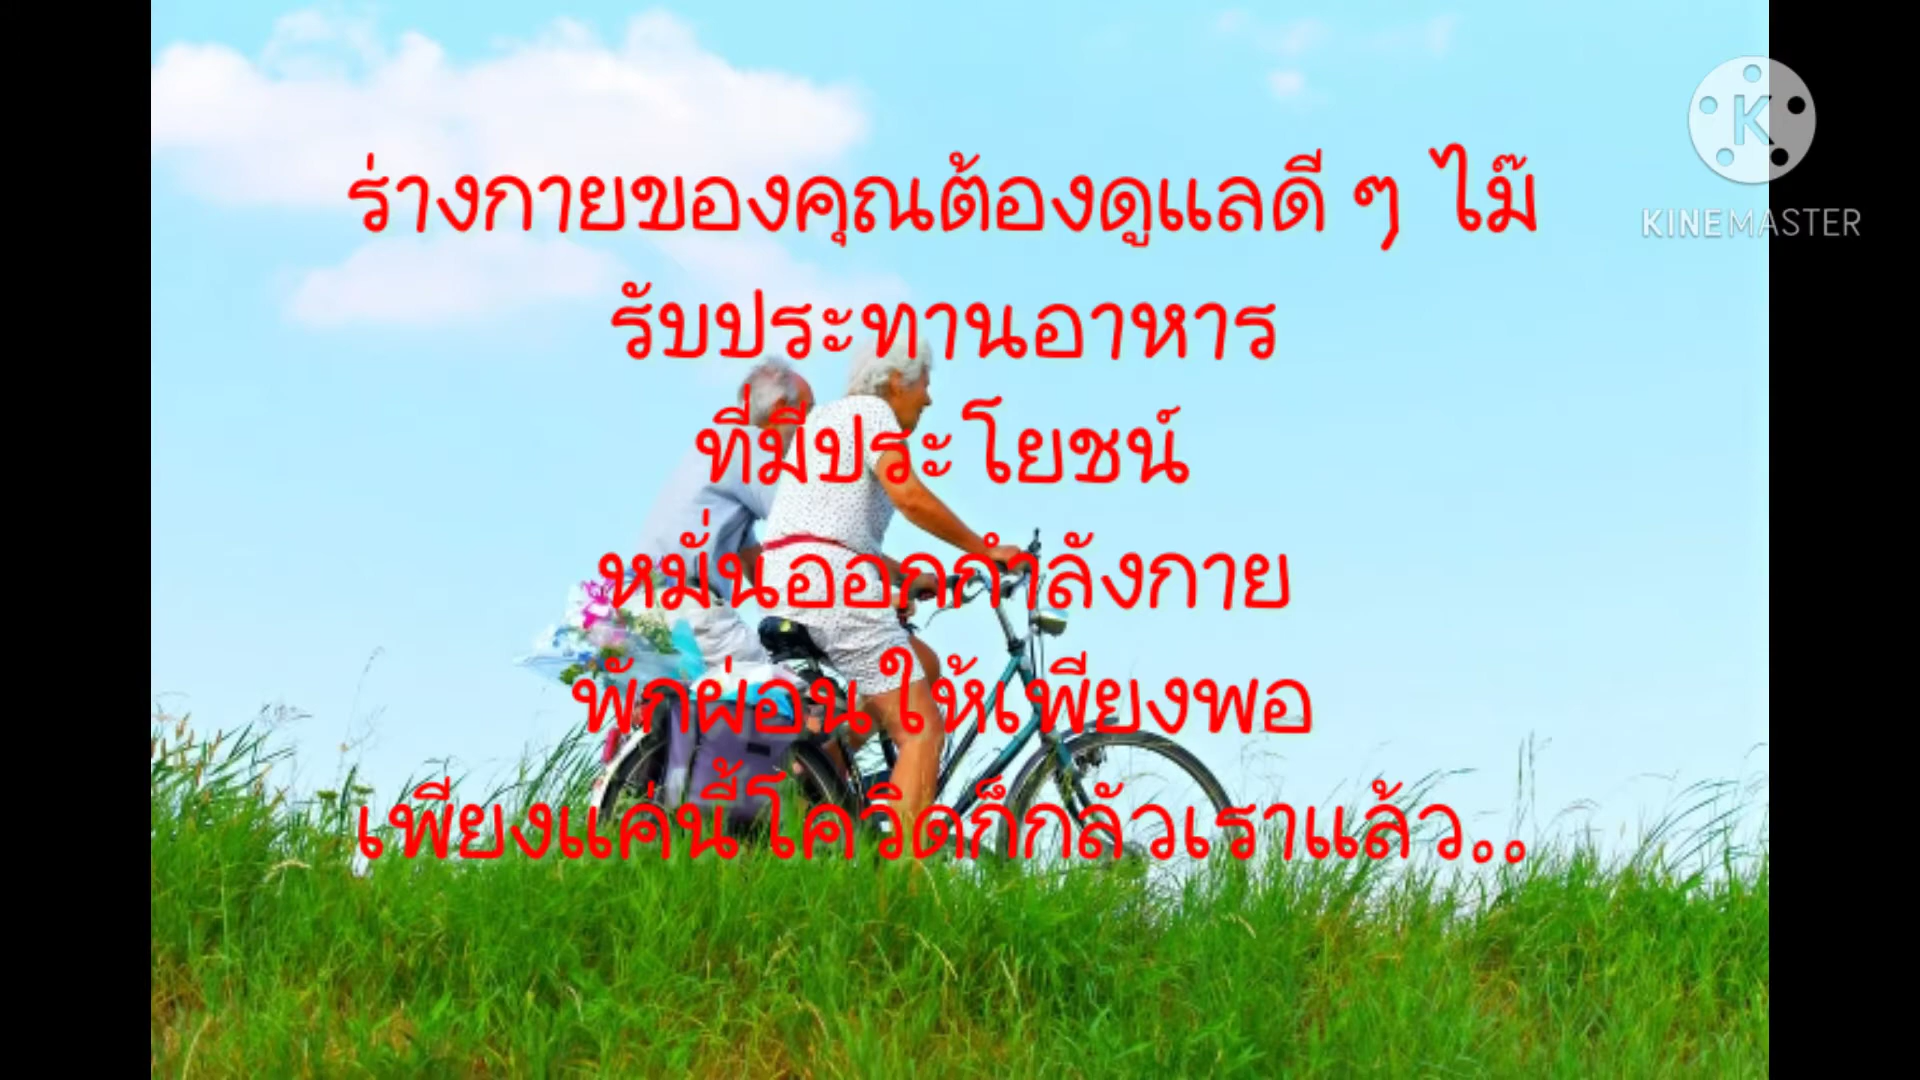 ร่างกายของคุณต้องดูแลดี ๆ ไม๊
รับประทานอาหาร
ที่มีประโยชน์
หมั่นออกกำลังกาย
พักผ่อนให้เพียงพอ
เพียงแค่นี้โควิดก็กลัวเราแล้ว..
K
KINEMASTER